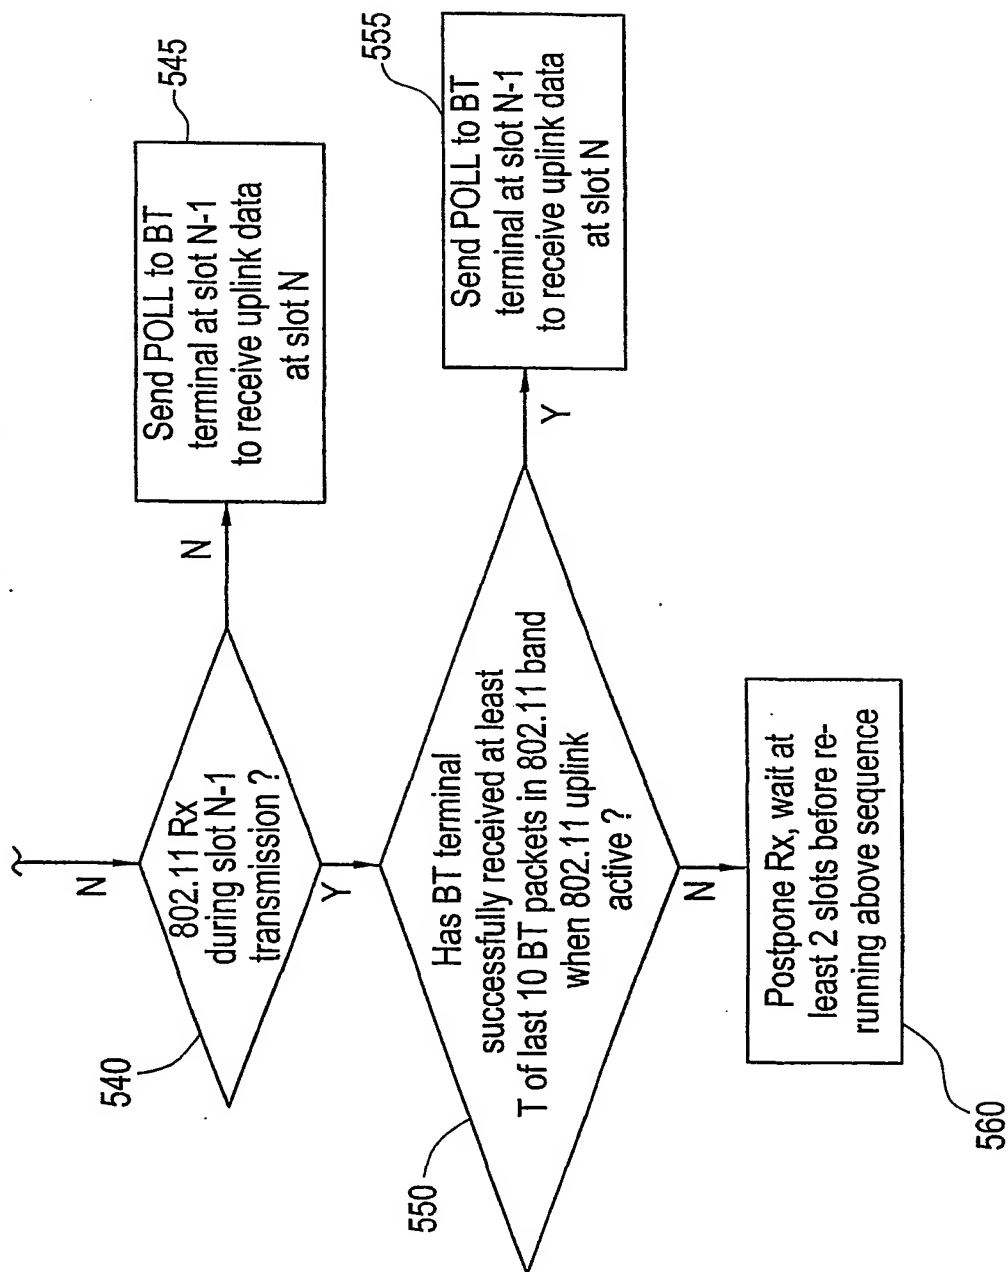 N
802.11 Rx
during slot N-1
transmission ?
540
N
Send POLL to BT
terminal at slot N-1
to receive uplink data
at slot N
545
Y
Has BT terminal
successfully received at least
T of last 10 BT packets in 802.11 band
when 802.11 uplink
active ?
550
Y
Send POLL to BT
terminal at slot N-1
to receive uplink data
at slot N
555
N
Postpone Rx, wait at
least 2 slots before re-
running above sequence
560